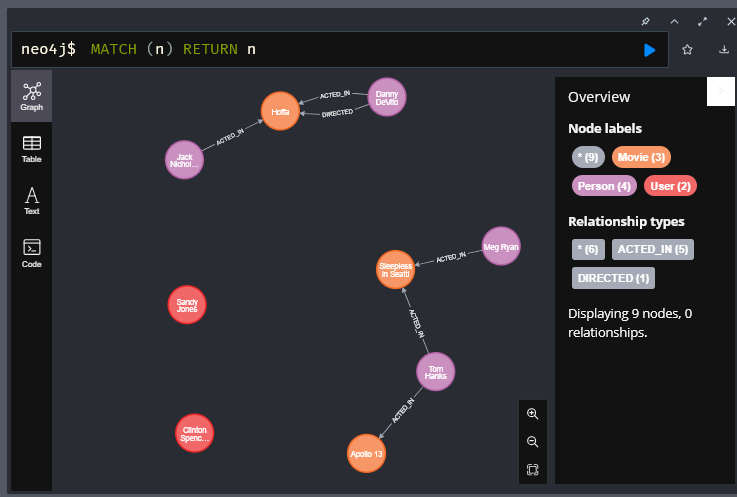 neo4j$ MATCH (n) RETURN n
Graph
Table
Text
Code
ACTED_IN
DIRECTED
Danny
DeVito
Hoffa
ACTED_IN
Jack
Nichol...
Meg Ryan
ACTED_IN
Sleepless
in Seattl
Sandy
Jones
ACTED_IN
Tom
Hanks
ACTED_IN
Clinton
Spenc...
Apollo 13
Overview
Node labels
* (9) Movie (3)
Person (4) User (2)
Relationship types
* (6) ACTED_IN (5)
DIRECTED (1)
Displaying 9 nodes, 0
relationships.